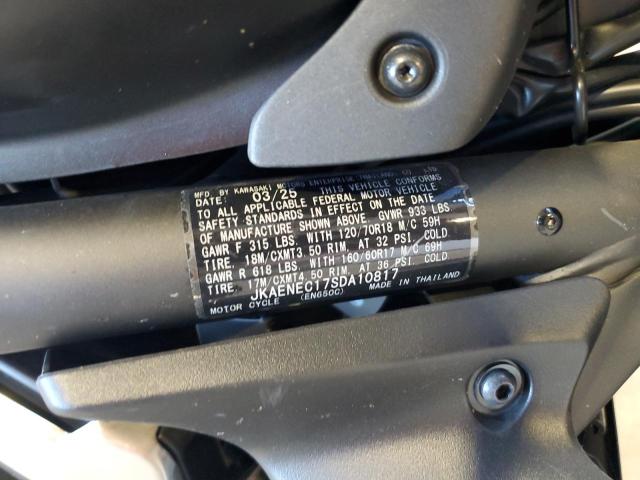 MFD. BY KAWASAKI MOTORS ENTERPRISE (THAILAND) CO., LTD.
DATE: 03/25 THIS VEHICLE CONFORMS
TO ALL APPLICABLE FEDERAL MOTOR VEHICLE
SAFETY STANDARDS IN EFFECT ON THE DATE
OF MANUFACTURE SHOWN ABOVE. GVWR 933 LBS
GAWR F 315 LBS. WITH 120/70R18 M/C 59H
TIRE. 18M/CXMT3.50 RIM. AT 32 PSI. COLD
GAWR R 618 LBS. WITH 160/60R17 M/C 69H
TIRE. 17M/CXMT4.50 RIM. AT 36 PSI. COLD
JKAENEC17SDA10817
MOTOR CYCLE (EN650C) MADE IN THAILAND